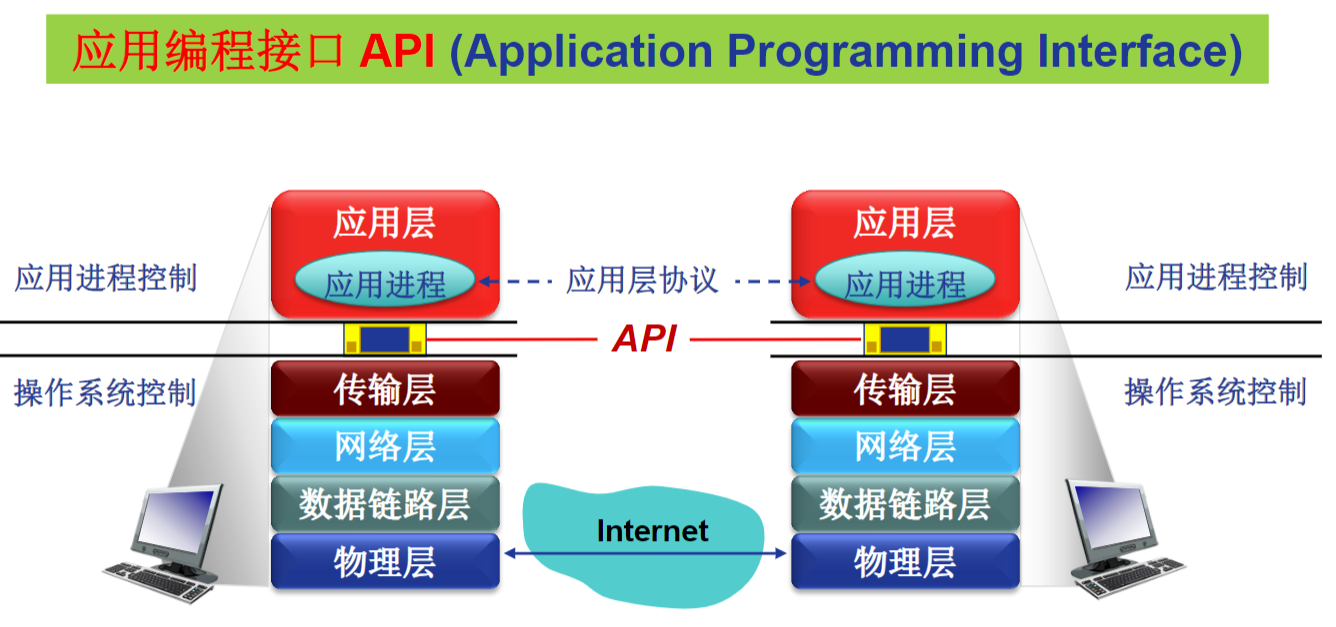 应用编程接口 API (Application Programming Interface)
应用层
应用层
应用进程控制
应用进程
应用层协议
应用进程
应用进程控制
API
操作系统控制
传输层
传输层
操作系统控制
网络层
网络层
数据链路层
数据链路层
Internet
物理层
物理层